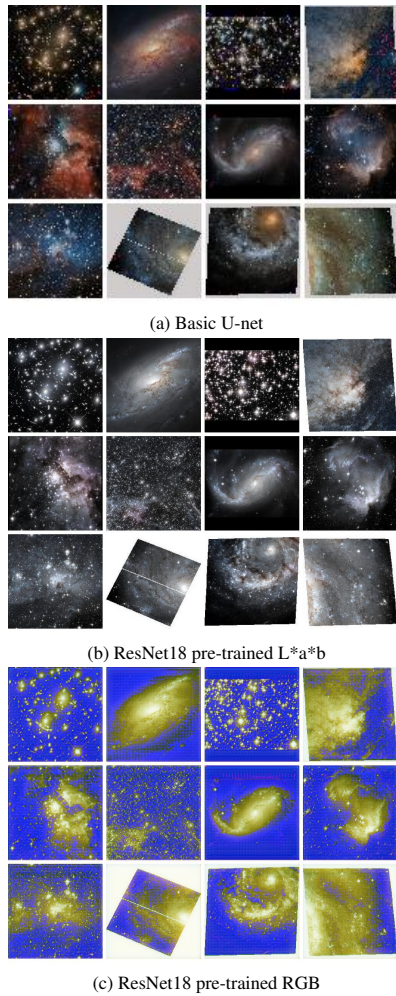 (a) Basic U-net
(b) ResNet18 pre-trained L*a*b
(c) ResNet18 pre-trained RGB